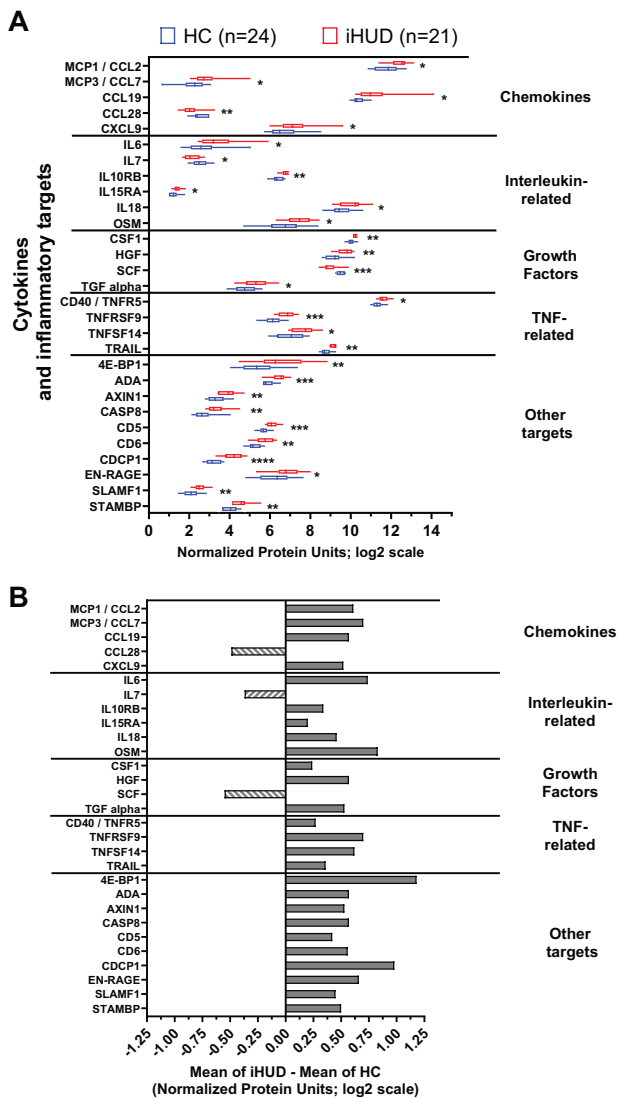 A
HC (n=24)
iHUD (n=21)
Cytokines
and inflammatory targets
MCP1 / CCL2
*
MCP3 / CCL7
*
CCL19
*
CCL28
**
CXCL9
*
Chemokines
IL6
*
IL7
*
IL10RB
**
IL15RA
*
IL18
*
OSM
*
Interleukin-
related
CSF1
**
HGF
**
SCF
***
TGF alpha
*
Growth
Factors
CD40 / TNFR5
*
TNFRSF9
***
TNFSF14
*
TRAIL
**
TNF-
related
4E-BP1
**
ADA
***
AXIN1
**
CASP8
**
CD5
***
CD6
**
CDCP1
****
EN-RAGE
*
SLAMF1
**
STAMBP
**
Other
targets
0 2 4 6 8 10 12 14
Normalized Protein Units; log2 scale
B
MCP1 / CCL2
MCP3 / CCL7
CCL19
CCL28
CXCL9
Chemokines
IL6
IL7
IL10RB
IL15RA
IL18
OSM
Interleukin-
related
CSF1
HGF
SCF
TGF alpha
Growth
Factors
CD40 / TNFR5
TNFRSF9
TNFSF14
TRAIL
TNF-
related
4E-BP1
ADA
AXIN1
CASP8
CD5
CD6
CDCP1
EN-RAGE
SLAMF1
STAMBP
Other
targets
-1.25 -1.00 -0.75 -0.50 -0.25 0.00 0.25 0.50 0.75 1.00 1.25
Mean of iHUD - Mean of HC
(Normalized Protein Units; log2 scale)